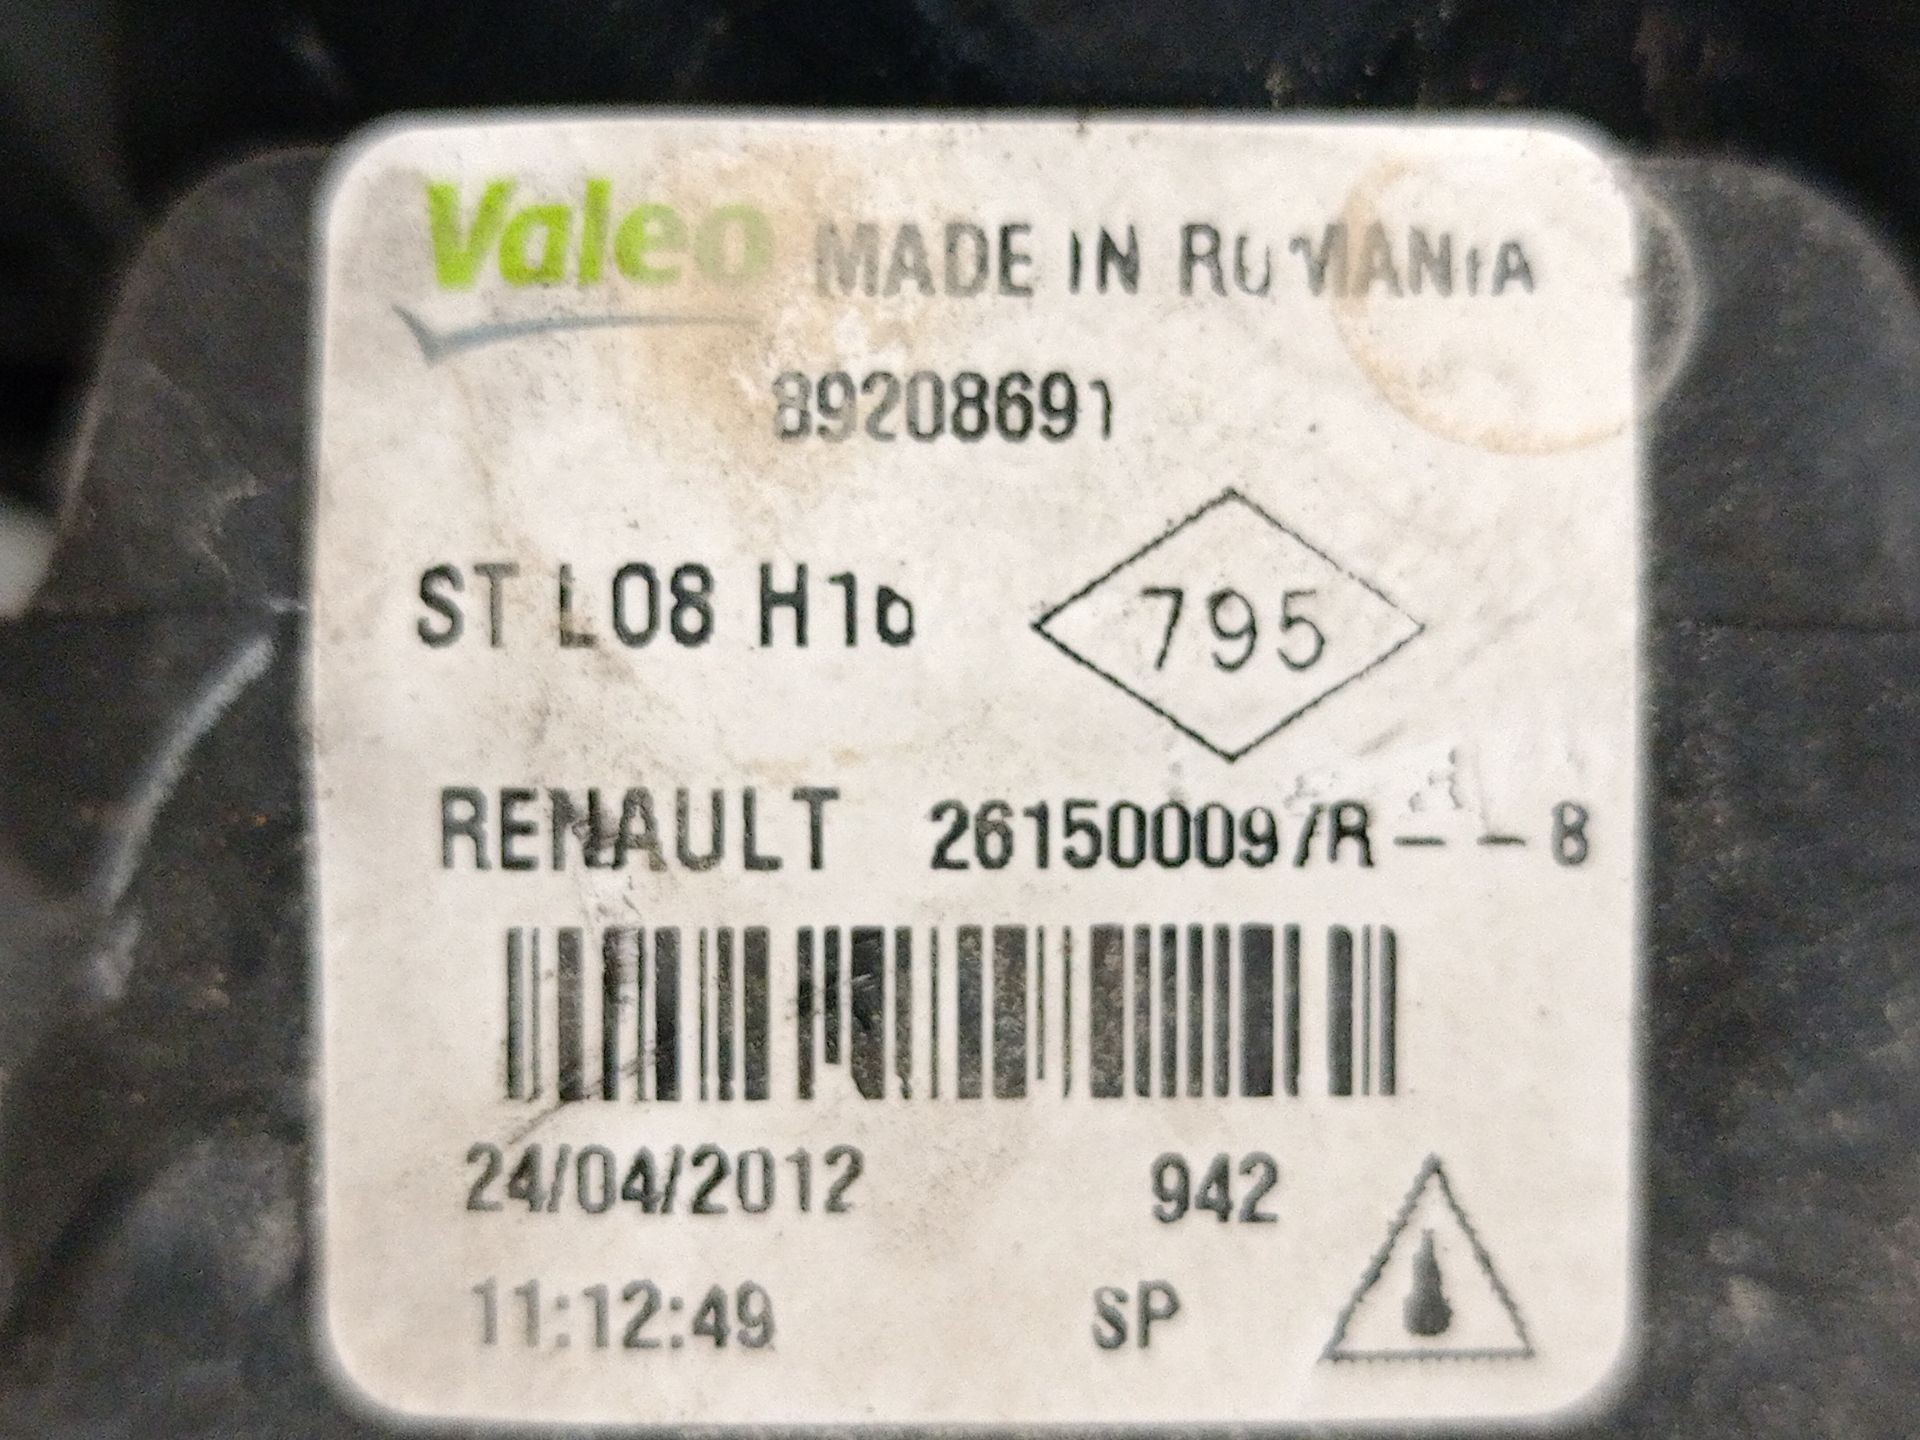 Valeo MADE IN ROMANIA
89208691
ST L08 H16
795
RENAULT 261500097R--B
24/04/2012 942
11:12:49 SP